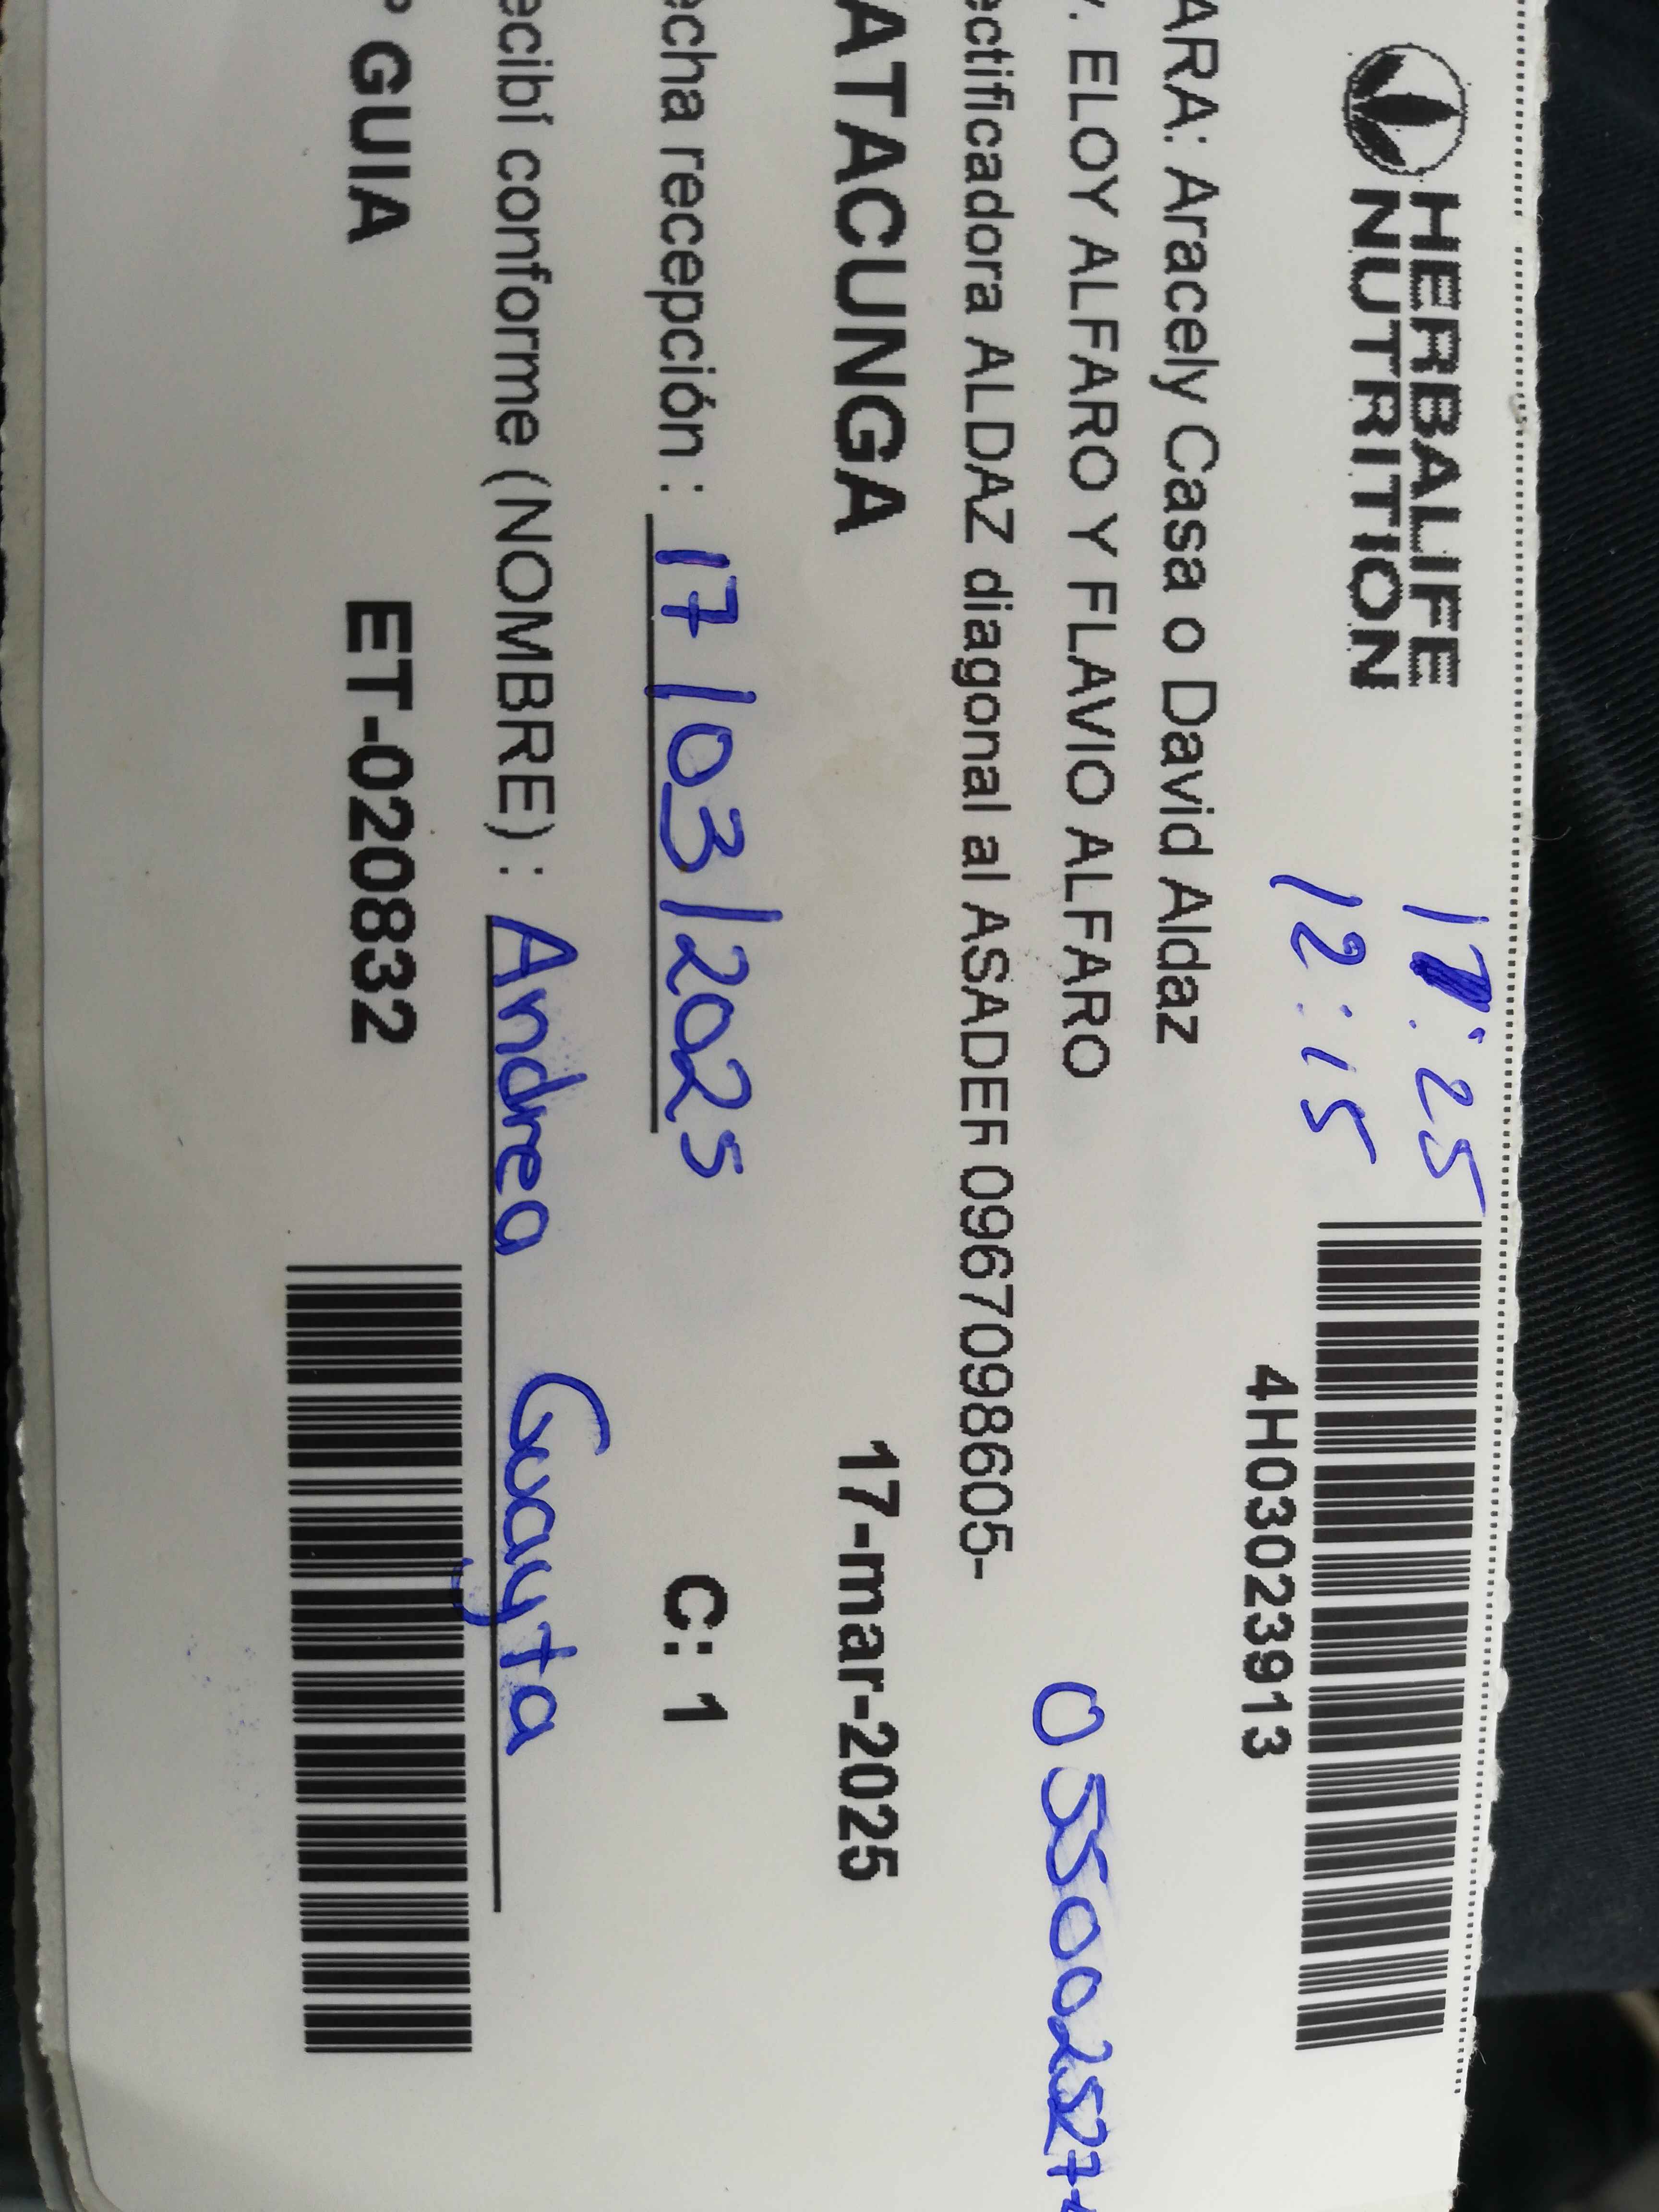 HERBALIFE
NUTRITION
17:25
12:15
4H03023913
ARA: Aracely Casa o David Aldaz
. ELOY ALFARO Y FLAVIO ALFARO
05500252
ectificadora ALDAZ diagonal al ASADER 0967098605-
ATACUNGA 17-mar-2025
echa recepción : 17/03/2025 C: 1
ecibí conforme (NOMBRE) : Andrea Guayta
° GUIA ET-020832